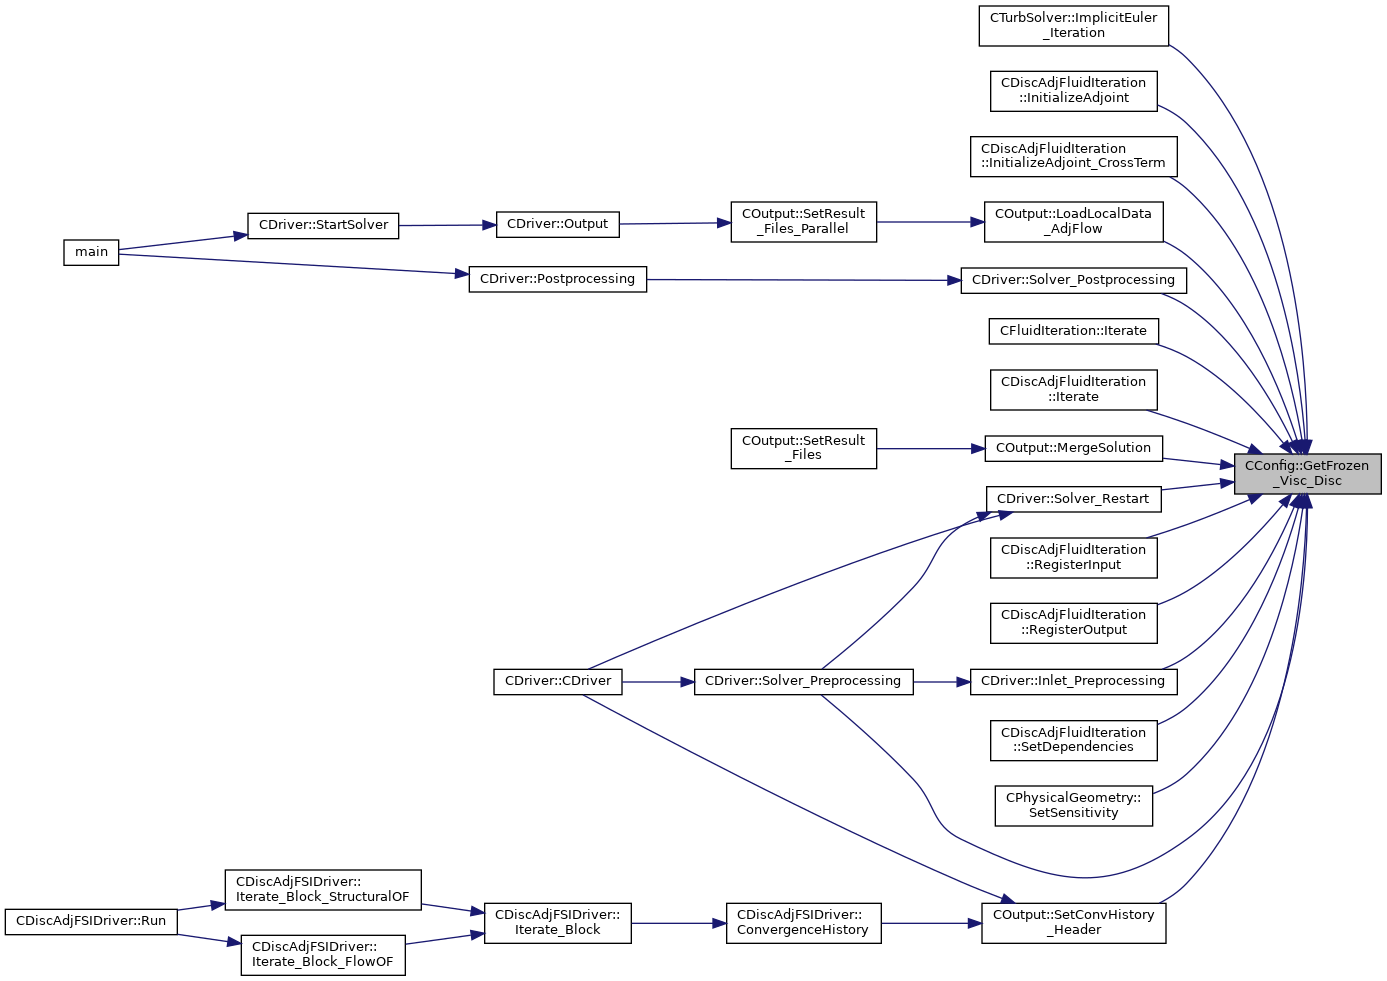 CTurbSolver::ImplicitEuler
_Iteration
CDiscAdjFluidIteration
::InitializeAdjoint
CDiscAdjFluidIteration
::InitializeAdjoint_CrossTerm
main
CDriver::StartSolver
CDriver::Output
COutput::SetResult
_Files_Parallel
COutput::LoadLocalData
_AdjFlow
CDriver::Postprocessing
CDriver::Solver_Postprocessing
CFluidIteration::Iterate
CDiscAdjFluidIteration
::Iterate
COutput::SetResult
_Files
COutput::MergeSolution
CConfig::GetFrozen
_Visc_Disc
CDriver::Solver_Restart
CDiscAdjFluidIteration
::RegisterInput
CDiscAdjFluidIteration
::RegisterOutput
CDriver::CDriver
CDriver::Solver_Preprocessing
CDriver::Inlet_Preprocessing
CDiscAdjFluidIteration
::SetDependencies
CPhysicalGeometry::
SetSensitivity
CDiscAdjFSIDriver::Run
CDiscAdjFSIDriver::
Iterate_Block_StructuralOF
CDiscAdjFSIDriver::
Iterate_Block_FlowOF
CDiscAdjFSIDriver::
Iterate_Block
CDiscAdjFSIDriver::
ConvergenceHistory
COutput::SetConvHistory
_Header